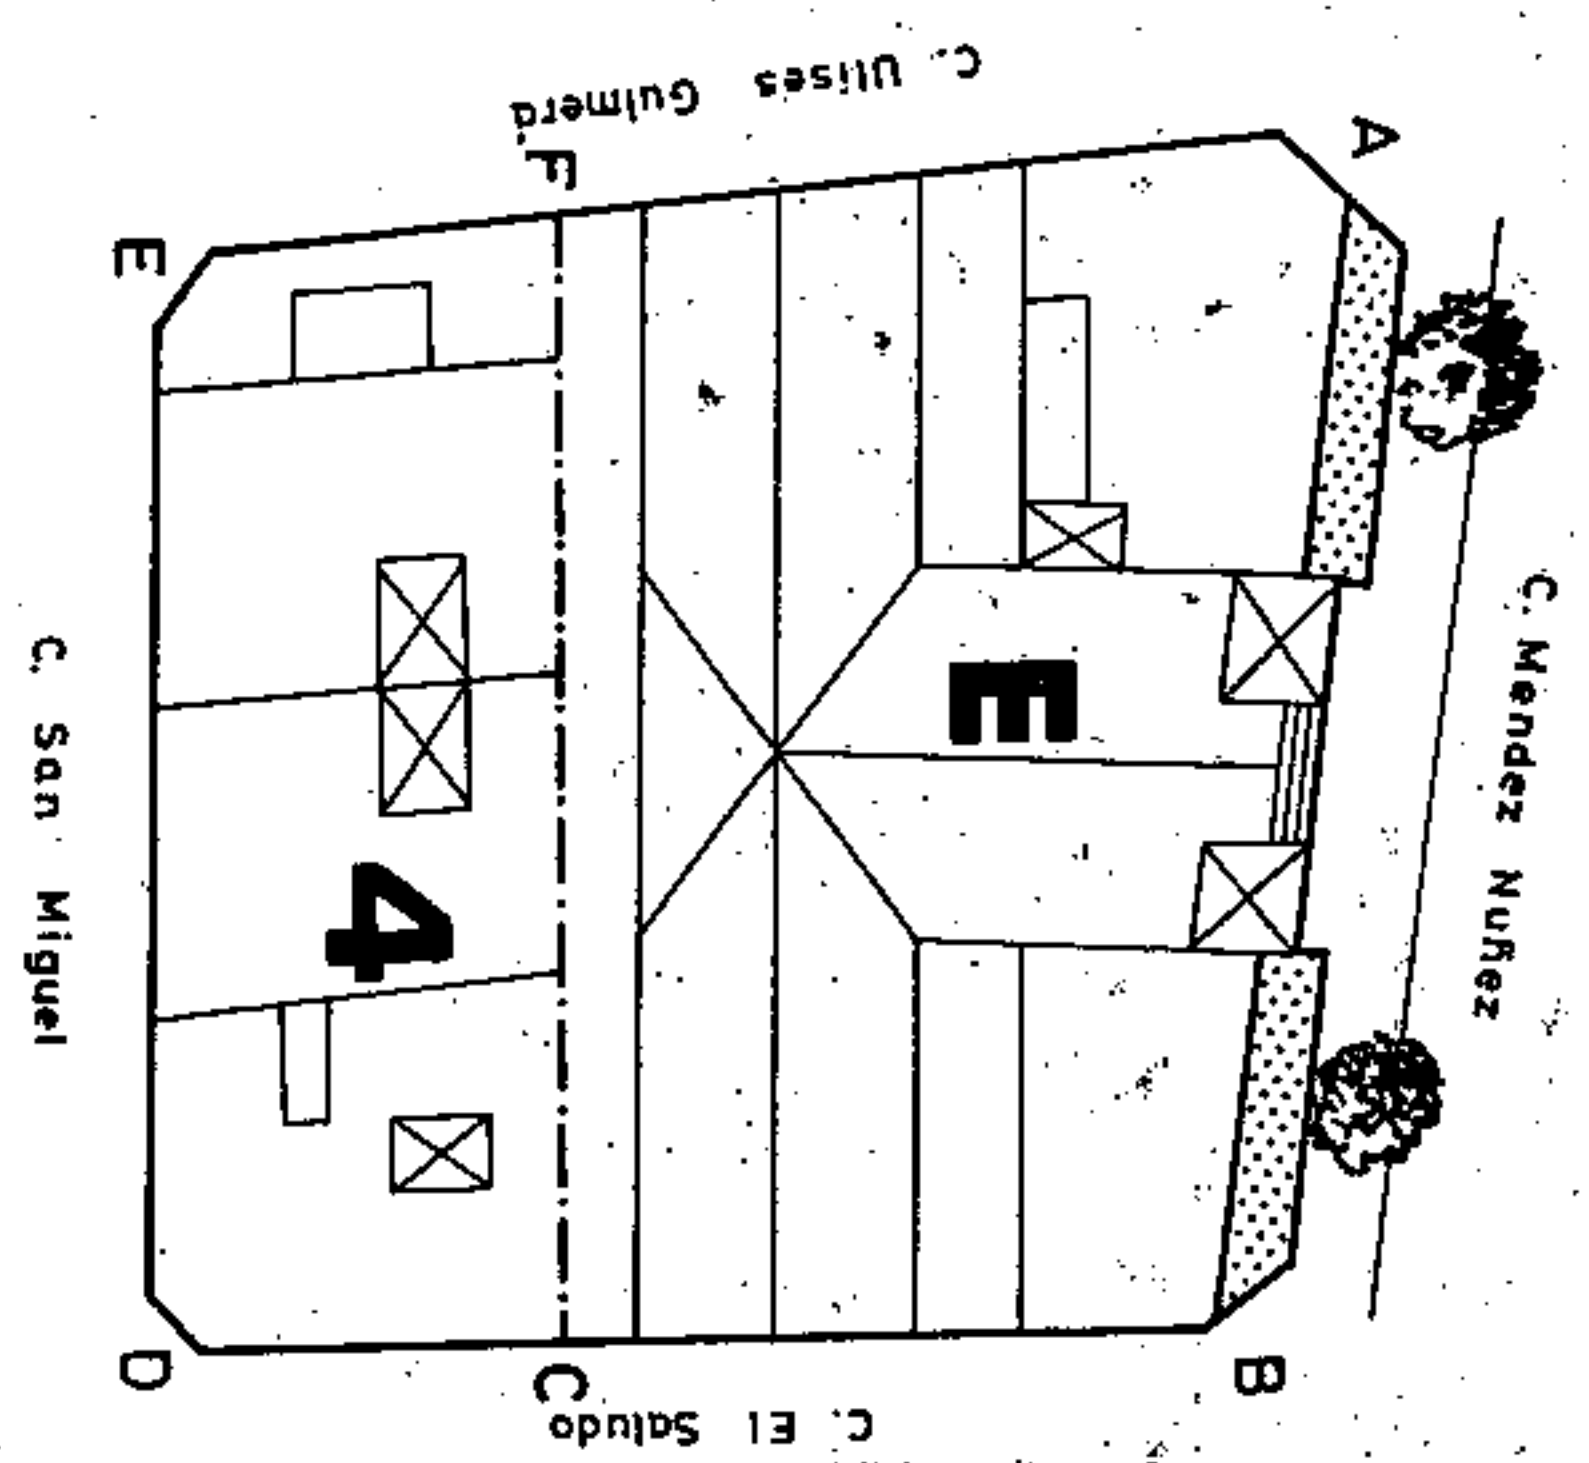 C. Ulises Guimerá
A
F
E
C. Mendez Nuñez
E
C. San Miguel
4
D
C
B
C. El Saludo